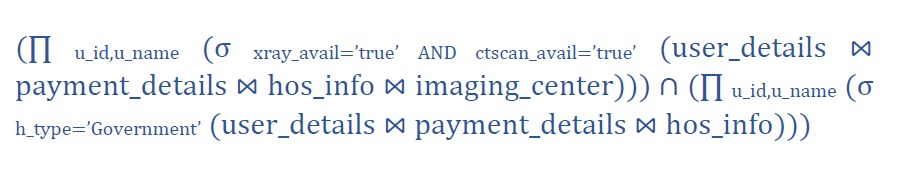 (∏ u_id,u_name (σ xray_avail=’true’ AND ctscan_avail=’true’ (user_details ⋈
payment_details ⋈ hos_info ⋈ imaging_center))) ∩ (∏ u_id,u_name (σ
h_type=’Government’ (user_details ⋈ payment_details ⋈ hos_info)))